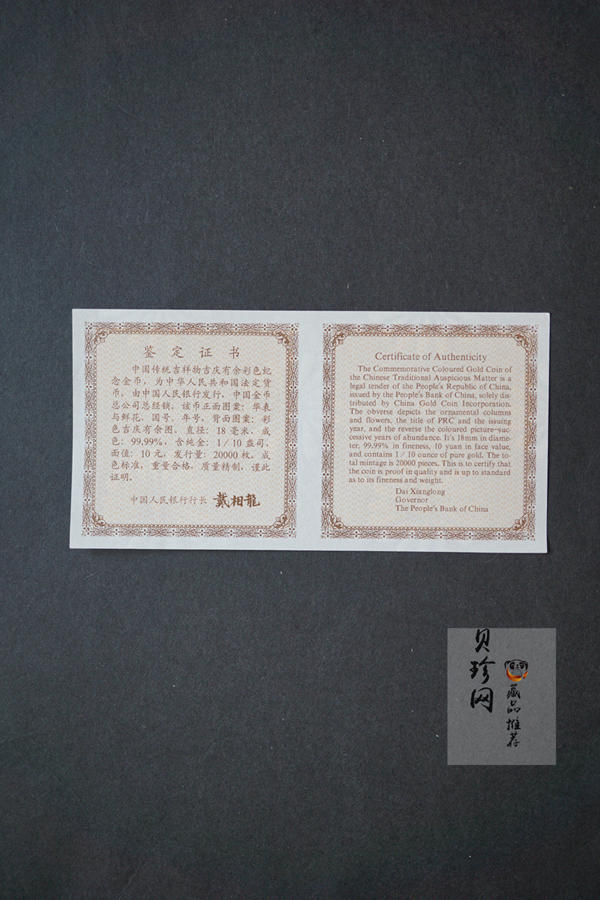 鉴定证书
中国传统吉祥物吉庆有余彩色纪
念金币，为中华人民共和国法定货
币，由中国人民银行发行，中国金币
总公司总经销，该币正面图案：华表
与鲜花、国号、年号，背面图案：彩
色吉庆有余图，直径：18毫米，成
色：99.99%，含纯金：1/10盎司，
面值：10元，发行量：20000枚。成
色标准，重量合格，质量精制，谨此
证明。
中国人民银行行长 戴相龍
Certificate of Authenticity
The Commemorative Coloured Gold Coin of
the Chinese Traditional Auspicious Matter is a
legal tender of the People's Republic of China,
issued by the People's Bank of China, solely dis-
tributed by China Gold Coin Incorporation.
The obverse depicts the ornamental columns
and flowers, the title of PRC and the issuing
year, and the reverse the coloured picture-suc-
cessive years of abundance. It's 18mm in diame-
ter, 99.99% in fineness, 10 yuan in face value,
and contains 1/10 ounce of pure gold. The to-
tal mintage is 20000 pieces. This is to certify that
the coin is proof in quality and is up to standard
as to its fineness and weight.
Dai Xianglong
Governor
The People's Bank of China
贝珍网
藏品推荐